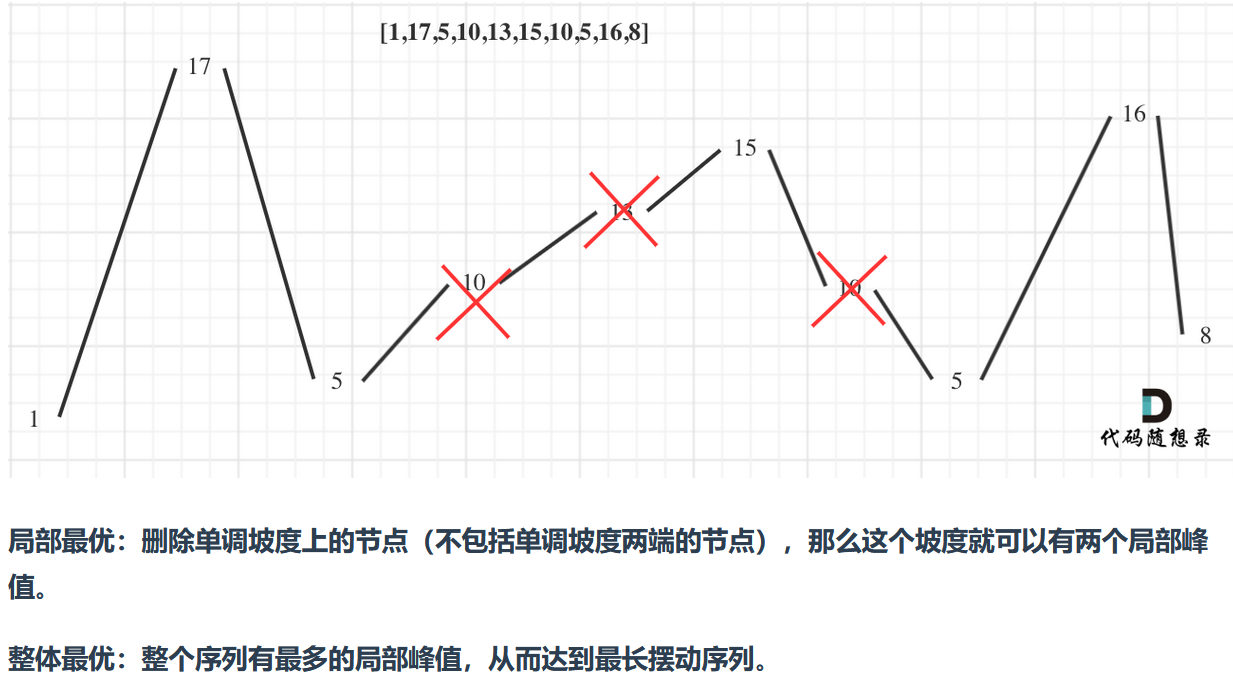 [1,17,5,10,13,15,10,5,16,8]
17
16
15
13
10
10
8
5
5
1
代码随想录
局部最优：删除单调坡度上的节点（不包括单调坡度两端的节点），那么这个坡度就可以有两个局部峰
值。
整体最优：整个序列有最多的局部峰值，从而达到最长摆动序列。